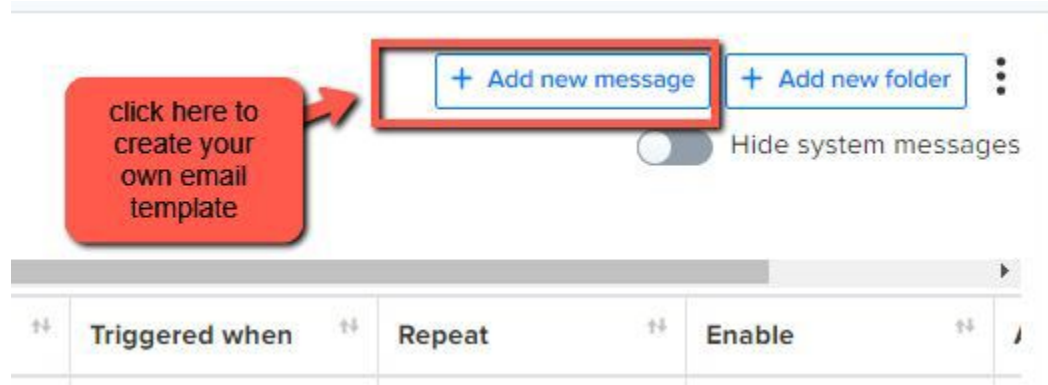 + Add new message + Add new folder
click here to
create your
own email
template
Hide system messages
Triggered when Repeat Enable